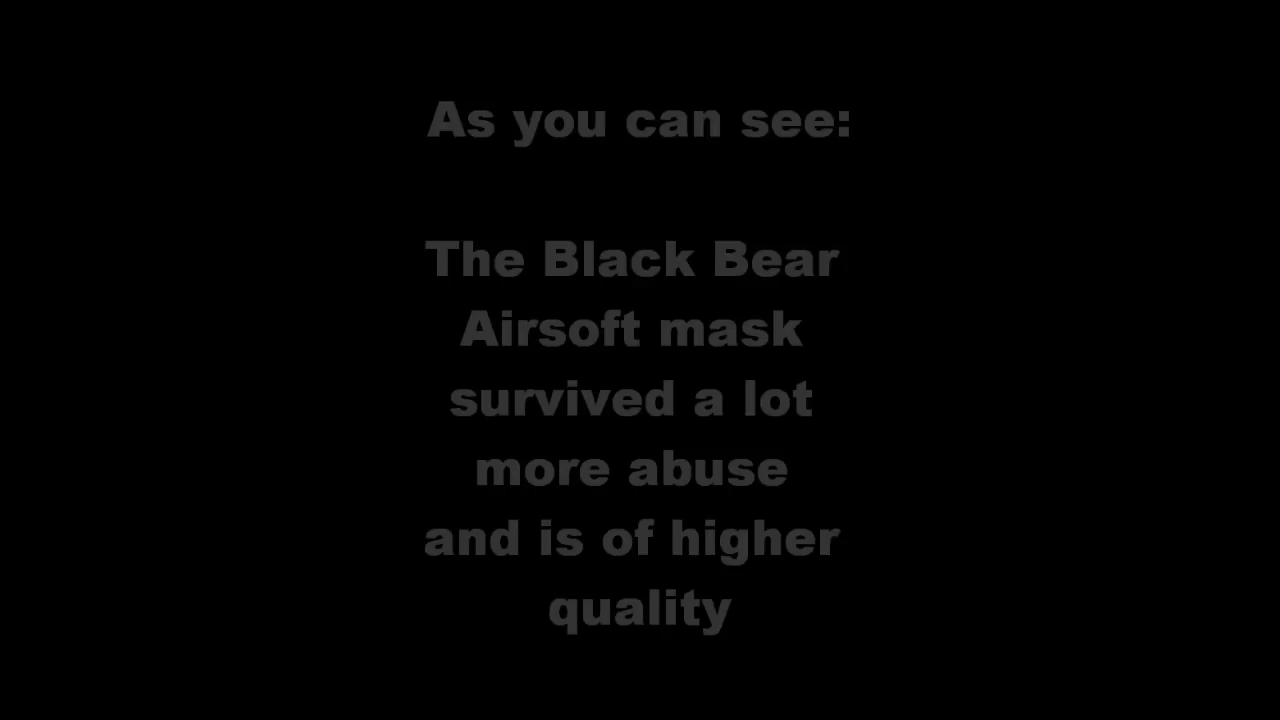 As you can see:
The Black Bear
Airsoft mask
survived a lot
more abuse
and is of higher
quality